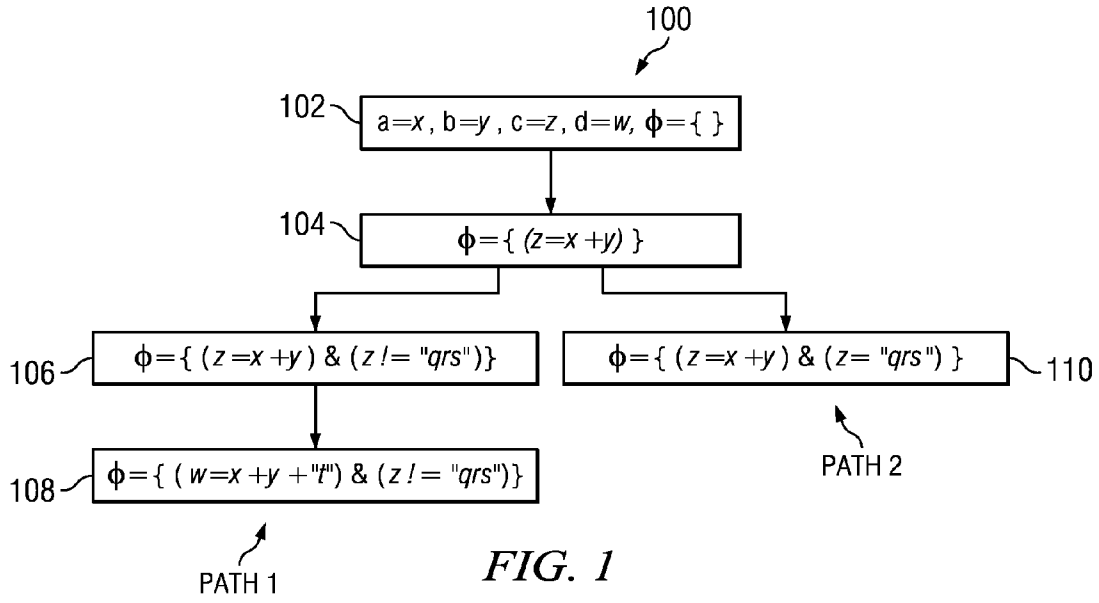 100
102
a=x, b=y, c=z, d=w, ϕ={ }
104
ϕ={ (z=x+y) }
106
ϕ={ (z=x+y) & (z!= "qrs")}
ϕ={ (z=x+y) & (z= "qrs") }
110
108
ϕ={ (w=x+y+"t") & (z!= "qrs")}
PATH 2
PATH 1
FIG. 1